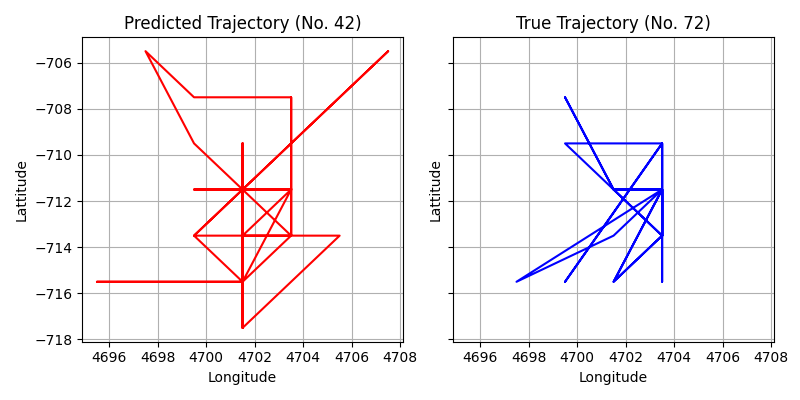 Predicted Trajectory (No. 42)
True Trajectory (No. 72)
Lattitude
−706
−708
−710
−712
−714
−716
−718
4696 4698 4700 4702 4704 4706 4708
Longitude
Lattitude
4696 4698 4700 4702 4704 4706 4708
Longitude